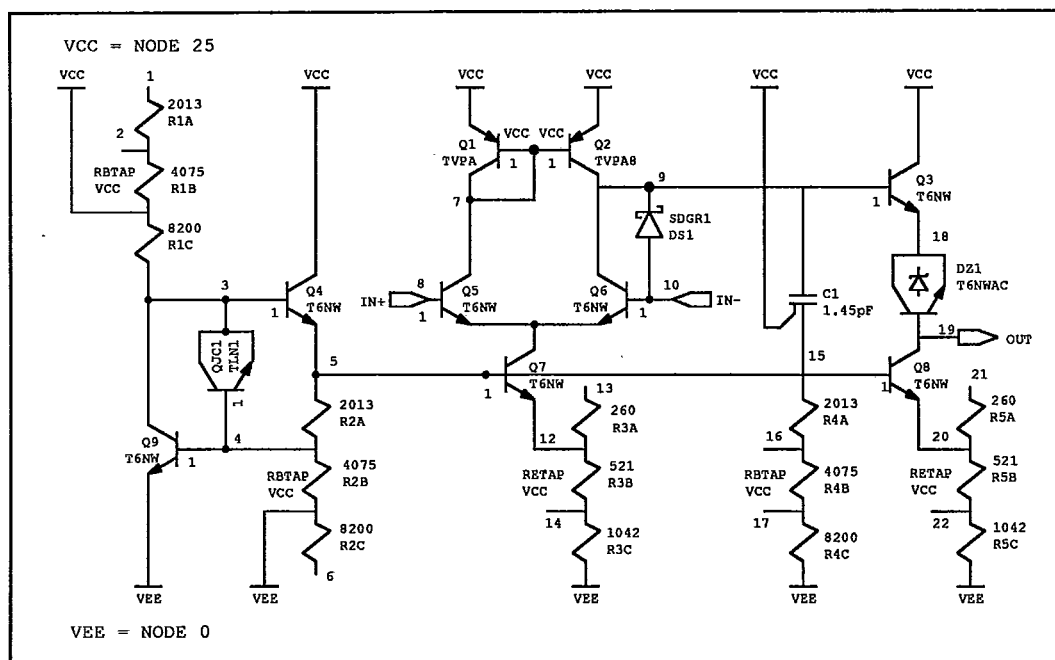 VCC = NODE 25
VCC
1
2013
R1A
2
RBTAP
VCC
4075
R1B
8200
R1C
3
VCC
Q4
T6NW
1
QJC1
TLN1
1
5
4
Q9
T6NW
1
VEE
2013
R2A
RBTAP
VCC
4075
R2B
8200
R2C
6
VEE
VCC
VCC
Q1
TVPA
VCC
1
VCC
1
Q2
TVPA8
7
9
SDGR1
DS1
IN+
8
1
Q5
T6NW
Q6
T6NW
1
10
IN-
Q7
T6NW
1
13
260
R3A
12
RETAP
VCC
521
R3B
14
1042
R3C
VEE
VCC
C1
1.45pF
15
2013
R4A
16
RBTAP
VCC
4075
R4B
17
8200
R4C
VEE
VCC
Q3
T6NW
1
18
DZ1
T6NWAC
19
OUT
Q8
T6NW
1
21
260
R5A
20
RETAP
VCC
521
R5B
22
1042
R5C
VEE
VEE = NODE 0